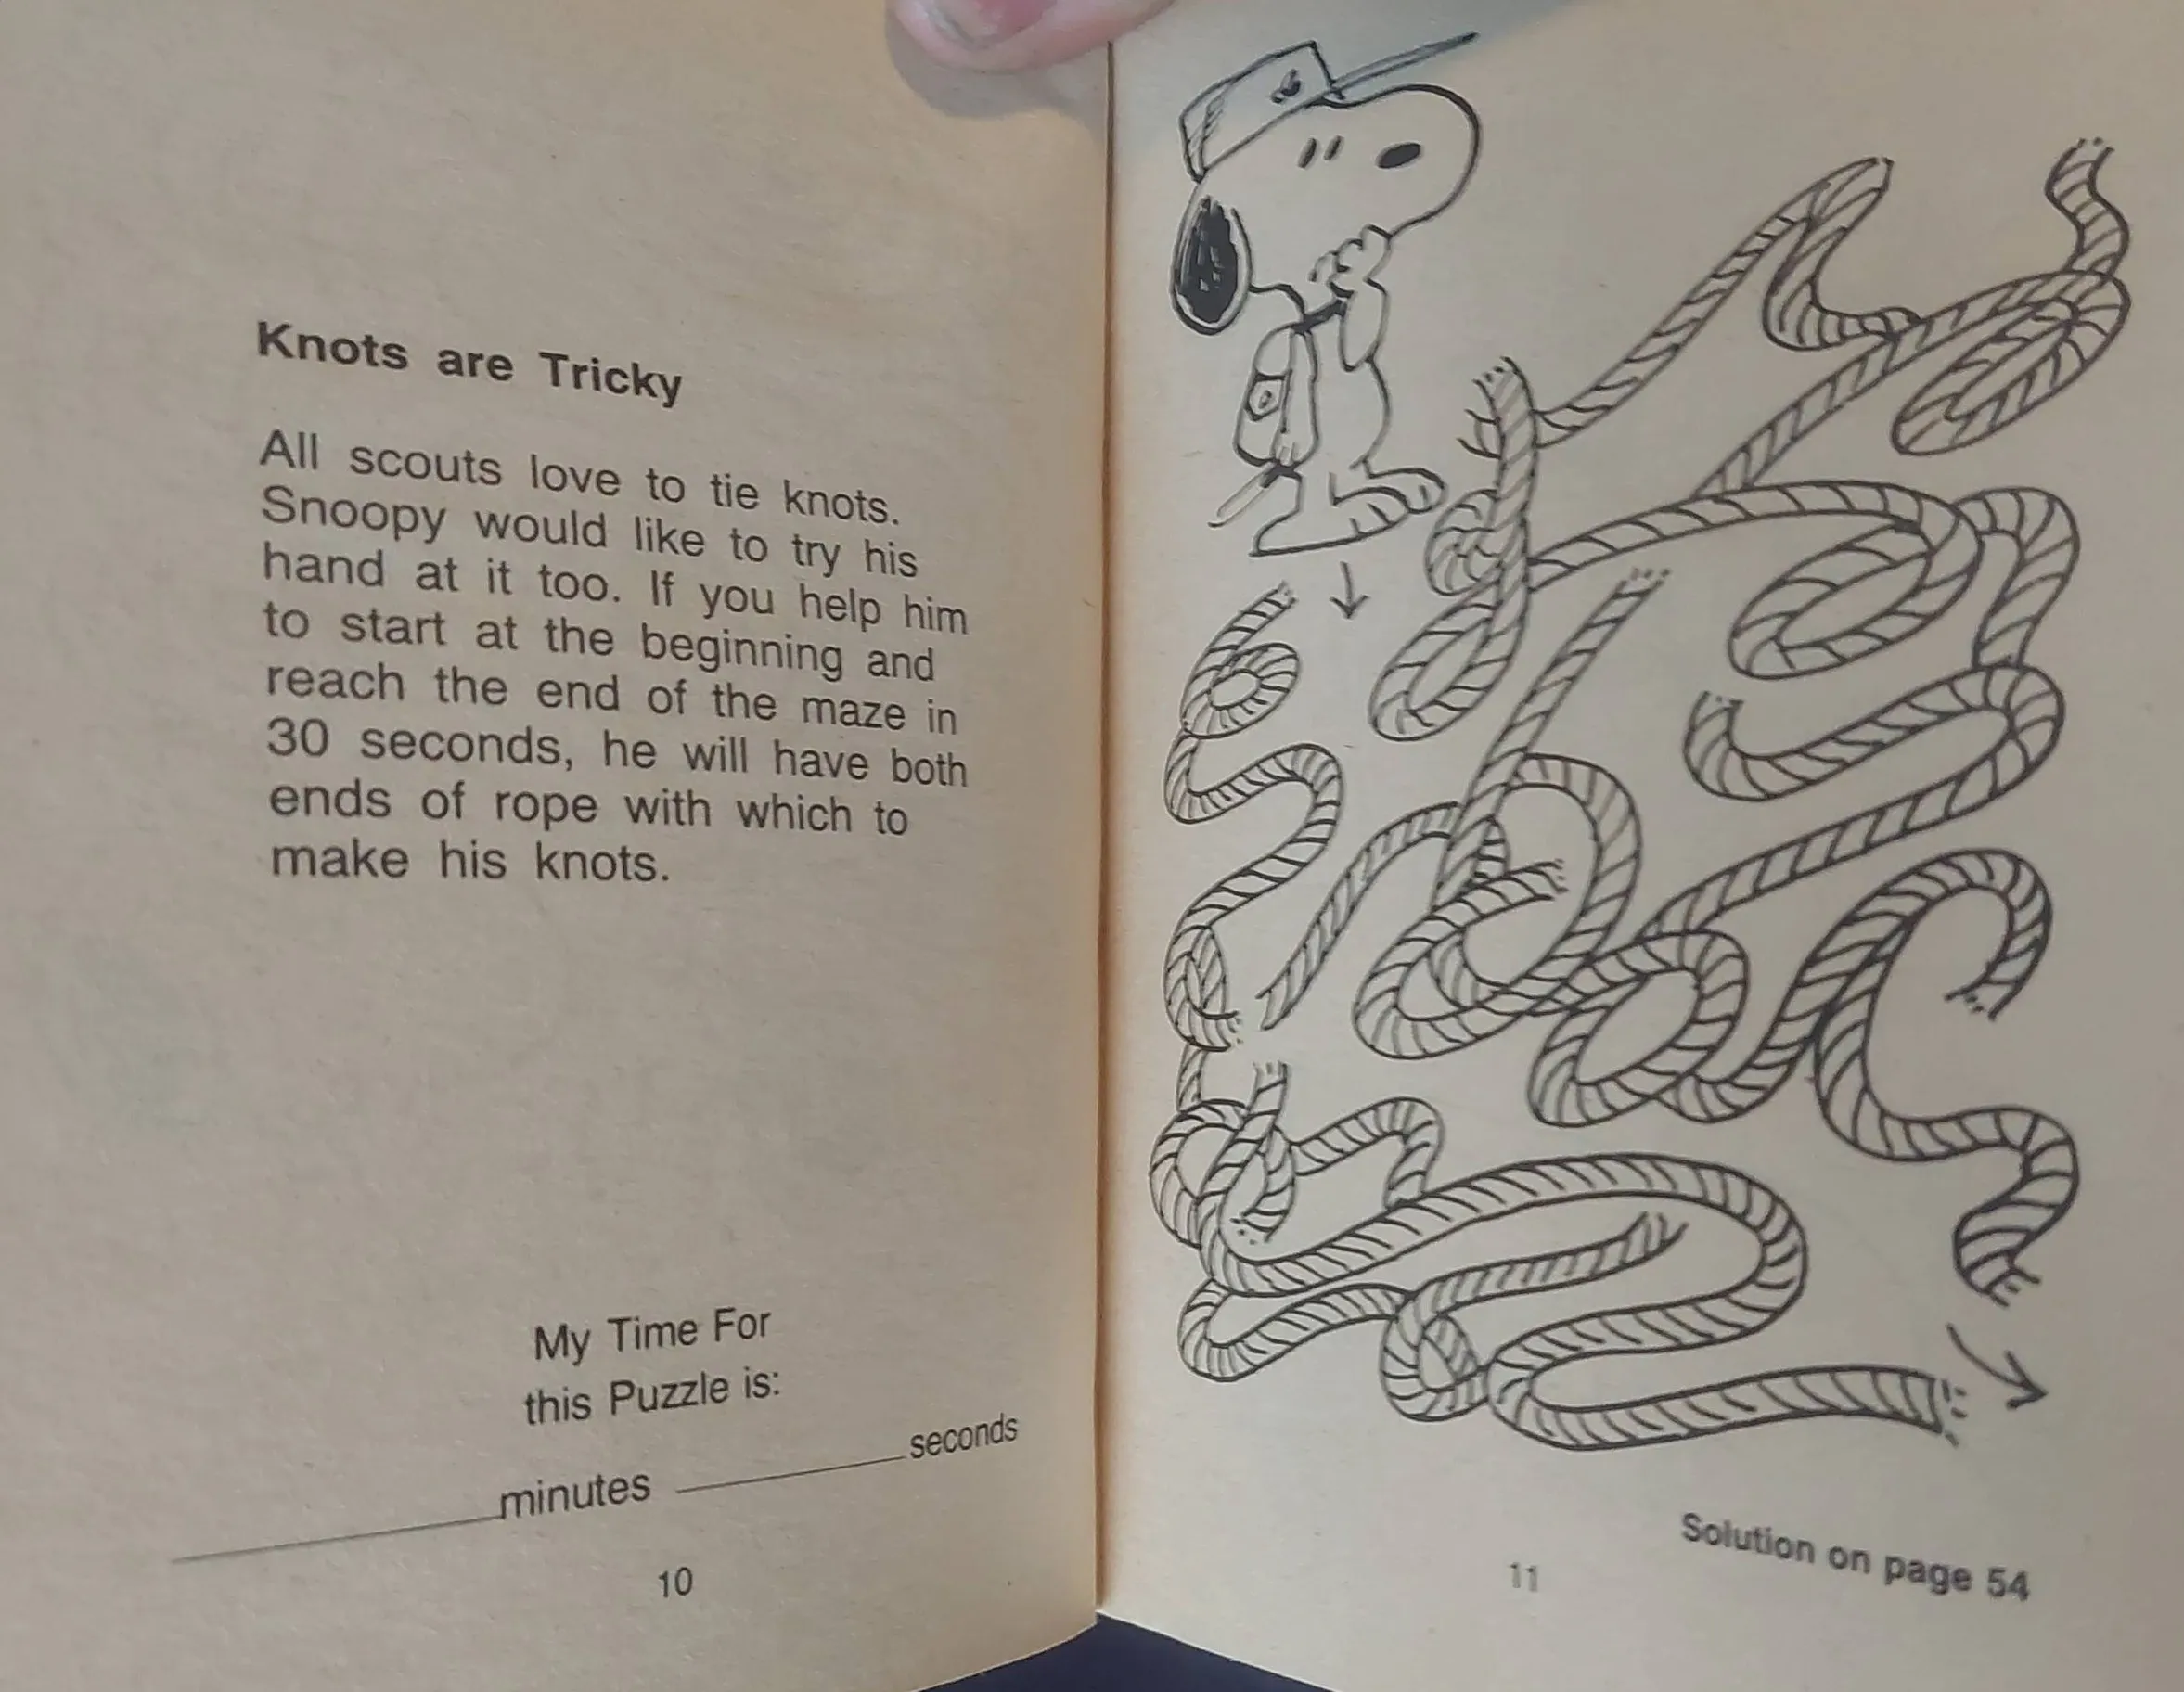 Knots are Tricky
All scouts love to tie knots.
Snoopy would like to try his
hand at it too. If you help him
to start at the beginning and
reach the end of the maze in
30 seconds, he will have both
ends of rope with which to
make his knots.
My Time For
this Puzzle is:
minutes seconds
10
Solution on page 54
11